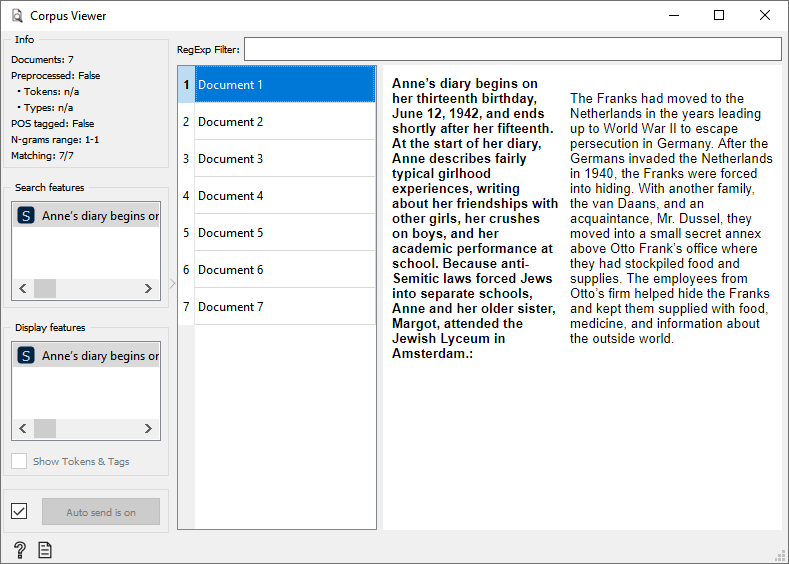 Corpus Viewer
Info
Documents: 7
Preprocessed: False
• Tokens: n/a
• Types: n/a
POS tagged: False
N-grams range: 1-1
Matching: 7/7
Search features
S Anne's diary begins or
Display features
S Anne's diary begins or
Show Tokens & Tags
Auto send is on
RegExp Filter:
1 Document 1
2 Document 2
3 Document 3
4 Document 4
5 Document 5
6 Document 6
7 Document 7
Anne's diary begins on
her thirteenth birthday,
June 12, 1942, and ends
shortly after her fifteenth.
At the start of her diary,
Anne describes fairly
typical girlhood
experiences, writing
about her friendships with
other girls, her crushes
on boys, and her
academic performance at
school. Because anti-
Semitic laws forced Jews
into separate schools,
Anne and her older sister,
Margot, attended the
Jewish Lyceum in
Amsterdam.:
The Franks had moved to the
Netherlands in the years leading
up to World War II to escape
persecution in Germany. After the
Germans invaded the Netherlands
in 1940, the Franks were forced
into hiding. With another family,
the van Daans, and an
acquaintance, Mr. Dussel, they
moved into a small secret annex
above Otto Frank's office where
they had stockpiled food and
supplies. The employees from
Otto's firm helped hide the Franks
and kept them supplied with food,
medicine, and information about
the outside world.